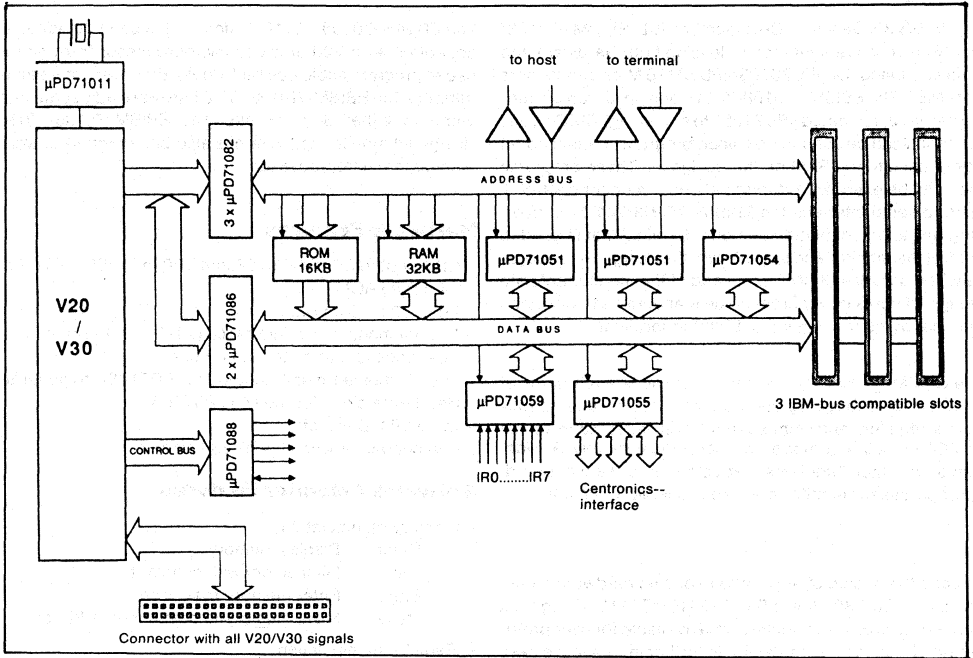 µPD71011
to host
to terminal
3 x µPD71082
ADDRESS BUS
ROM
16KB
RAM
32KB
µPD71051
µPD71051
µPD71054
V20
/
V30
2 x µPD71086
DATA BUS
µPD71059
µPD71055
3 IBM-bus compatible slots
CONTROL BUS
µPD71088
IR0........IR7
Centronics--
interface
Connector with all V20/V30 signals